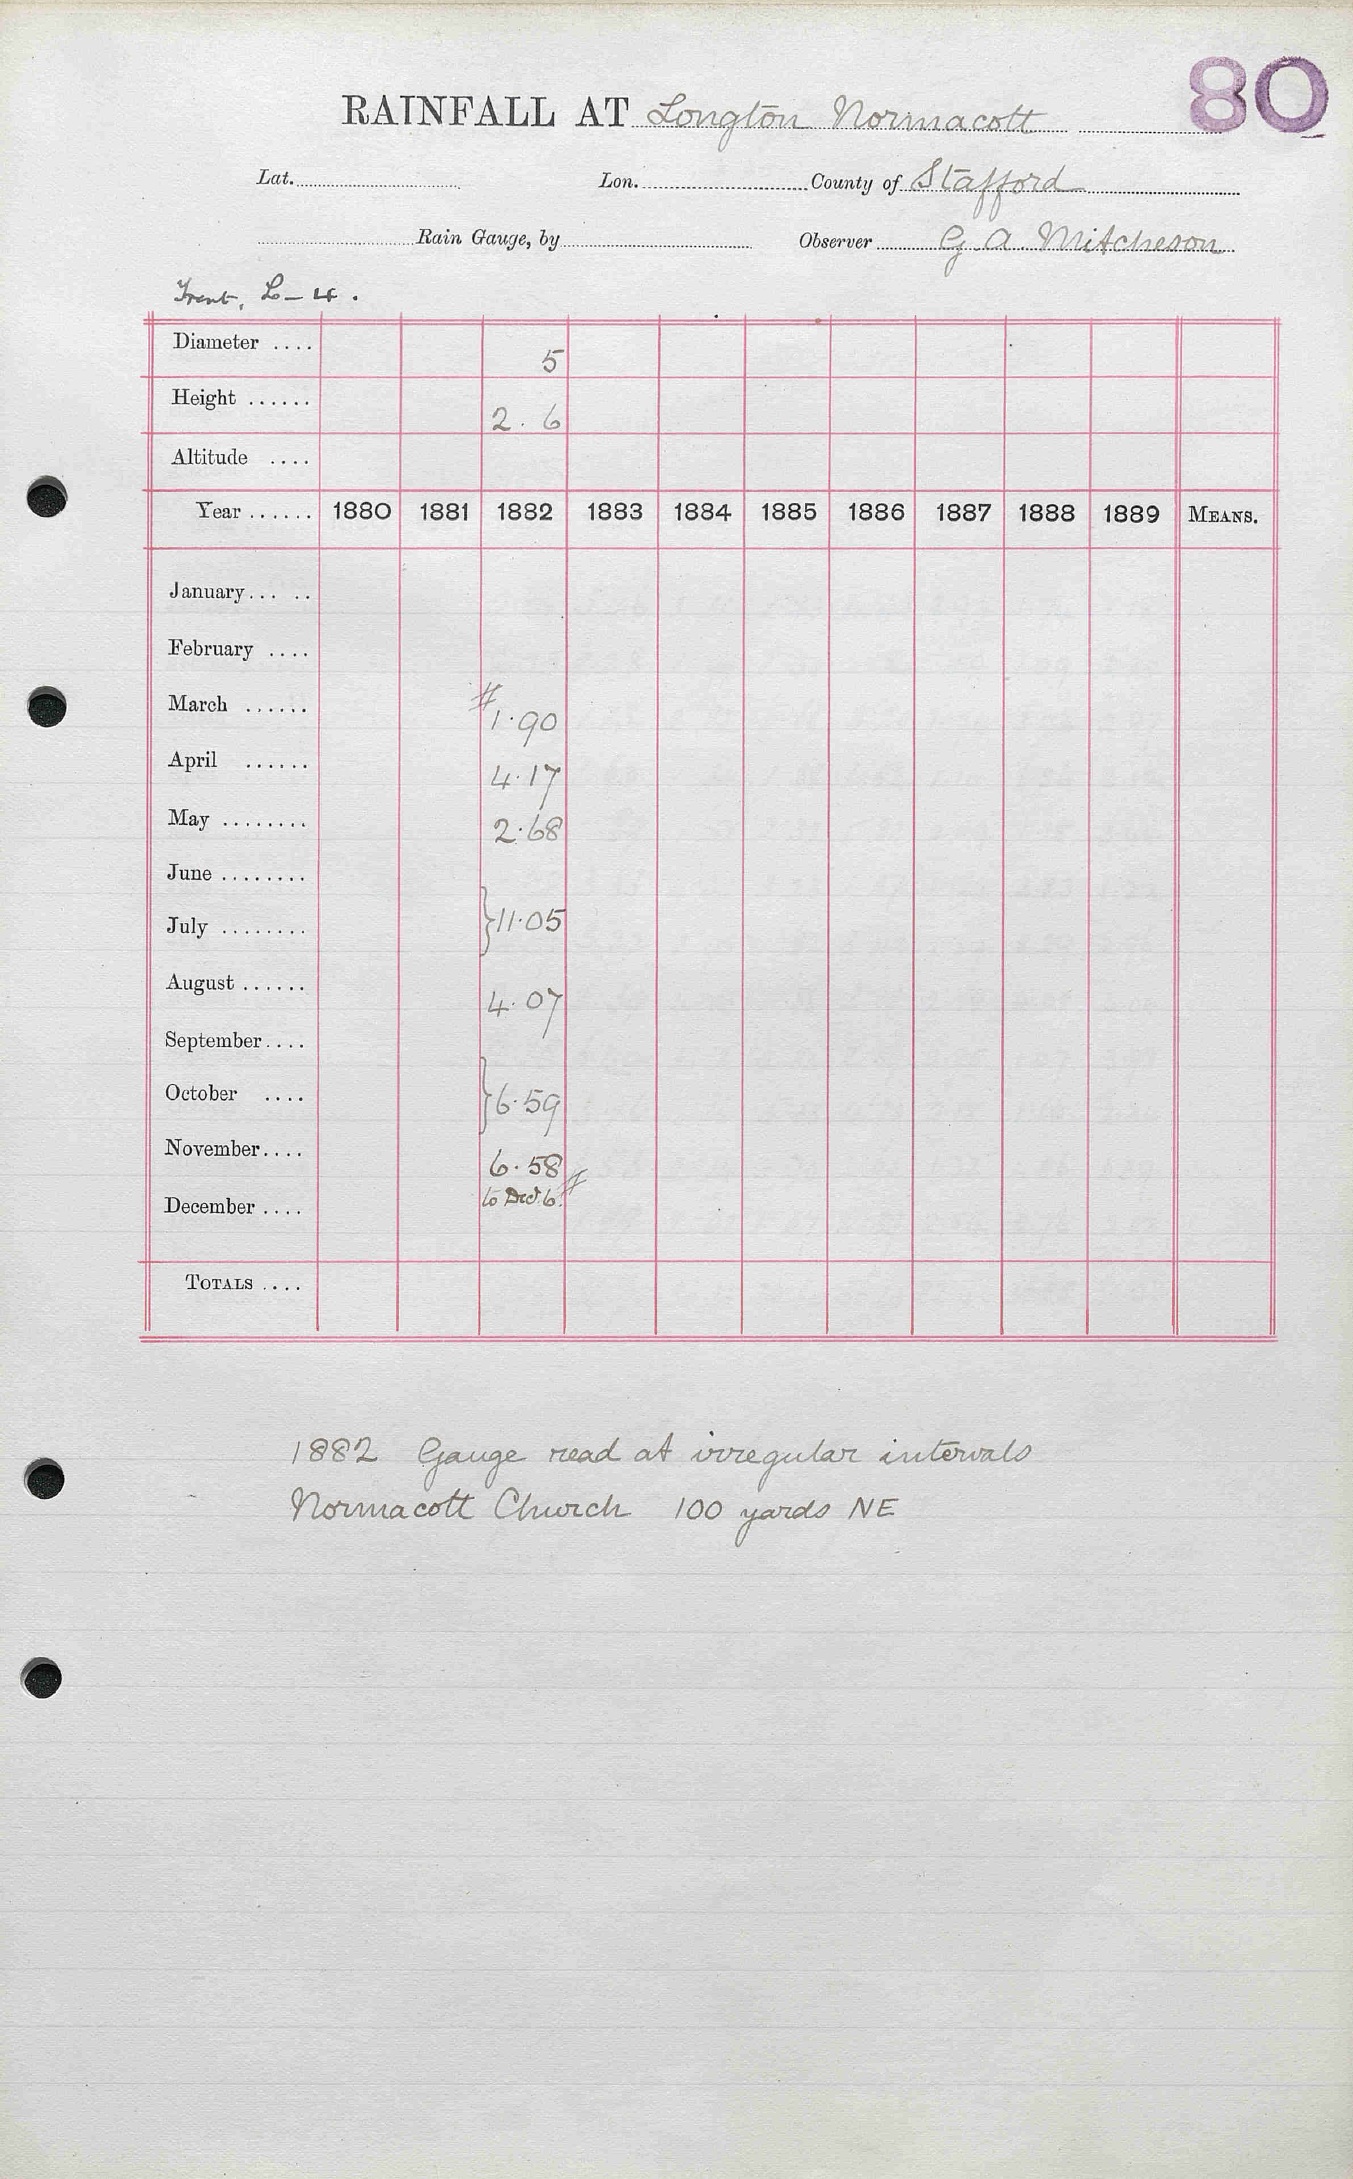 80
RAINFALL AT Longton Normacott
Lat. Lon. County of Stafford
Rain Gauge, by Observer G. A. Mitcheson
Trent, L-4.
Diameter .... 5
Height ...... 2. 6
Altitude ....
Year ...... 1880 1881 1882 1883 1884 1885 1886 1887 1888 1889 MEANS.
January... ..
February ....
March ...... # 1.90
April ...... 4.17
May ........ 2.68
June ........
July ........ } 11.05
August ...... 4.07
September ....
October .... } 6.59
November .... 6.58
December .... to Dec. 6. #
TOTALS ....
1882 Gauge read at irregular intervals
Normacott Church 100 yards NE